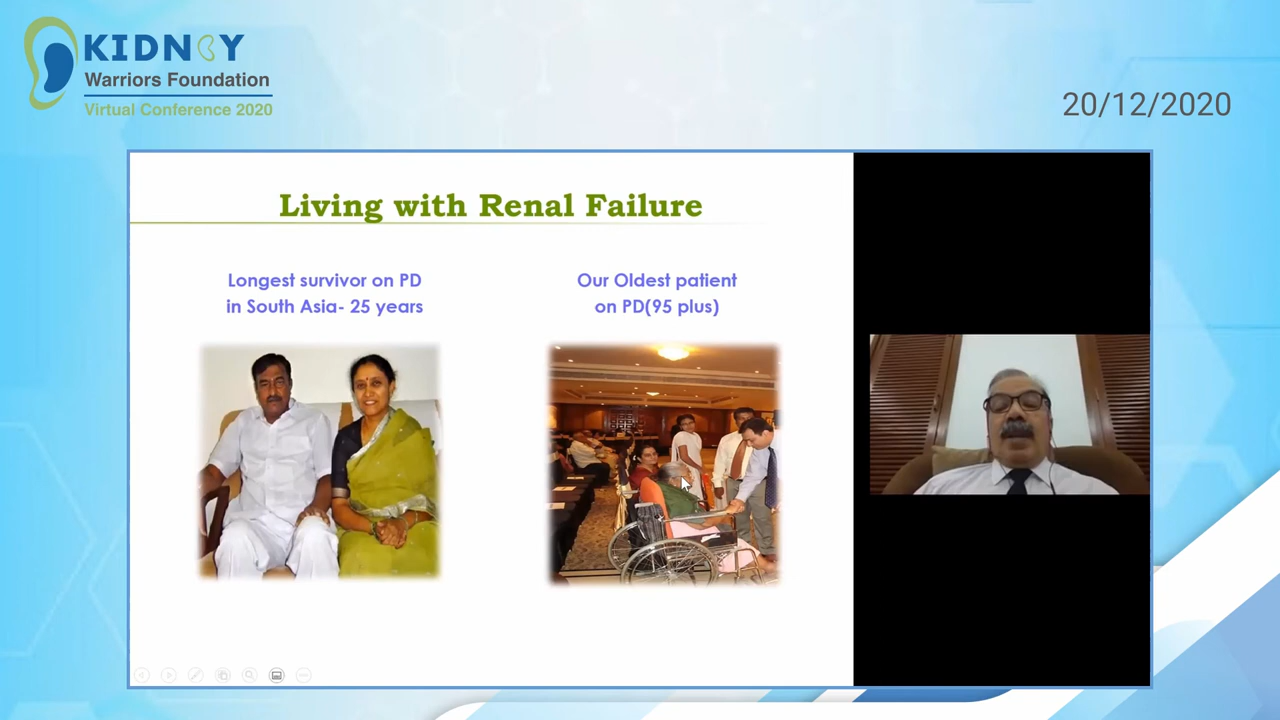 KIDNEY
Warriors Foundation
Virtual Conference 2020
20/12/2020
Living with Renal Failure
Longest survivor on PD
in South Asia- 25 years
Our Oldest patient
on PD(95 plus)